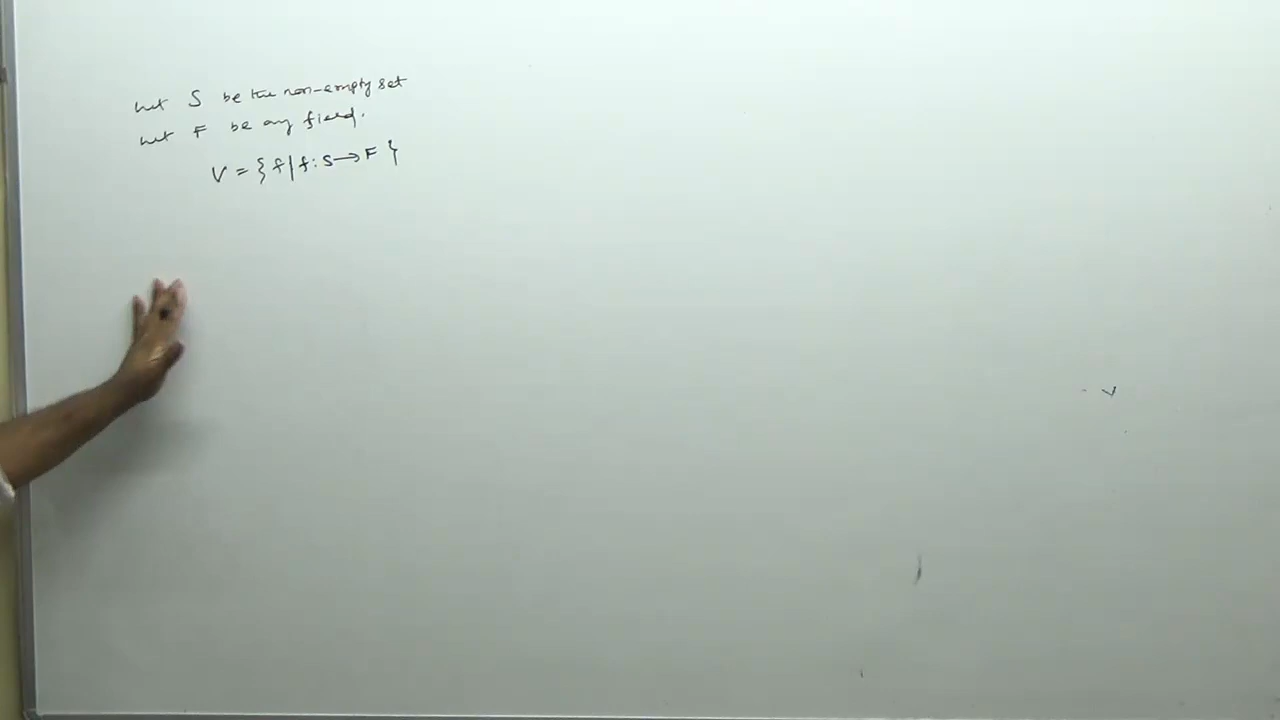 Let S be the non-empty set
Let F be any field.
V = {f | f : S → F}